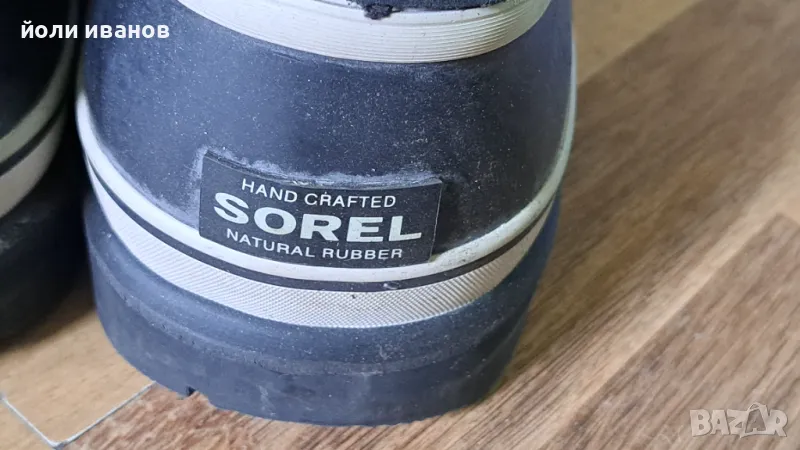 йоли иванов
HAND CRAFTED
SOREL
NATURAL RUBBER
BAZAR